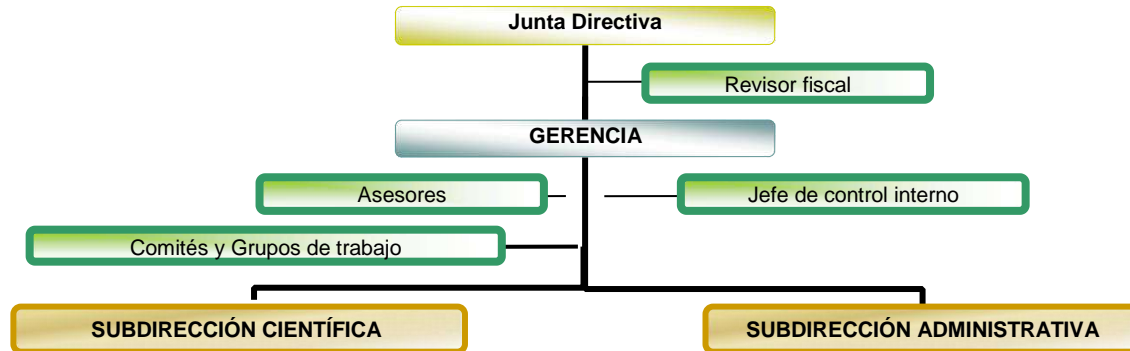 Junta Directiva
Revisor fiscal
GERENCIA
Asesores
Jefe de control interno
Comités y Grupos de trabajo
SUBDIRECCIÓN CIENTÍFICA
SUBDIRECCIÓN ADMINISTRATIVA